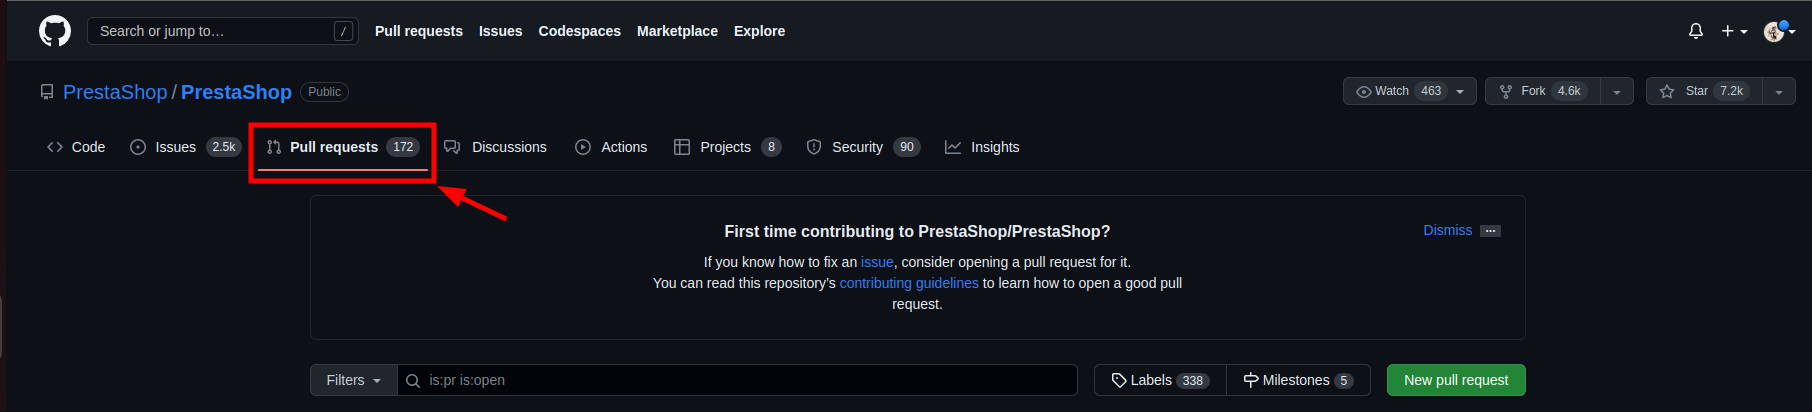 Search or jump to… / Pull requests Issues Codespaces Marketplace Explore
PrestaShop / PrestaShop Public Watch 463 Fork 4.6k Star 7.2k
Code Issues 2.5k Pull requests 172 Discussions Actions Projects 8 Security 90 Insights
First time contributing to PrestaShop/PrestaShop? Dismiss ...
If you know how to fix an issue, consider opening a pull request for it.
You can read this repository's contributing guidelines to learn how to open a good pull
request.
Filters is:pr is:open Labels 338 Milestones 5 New pull request